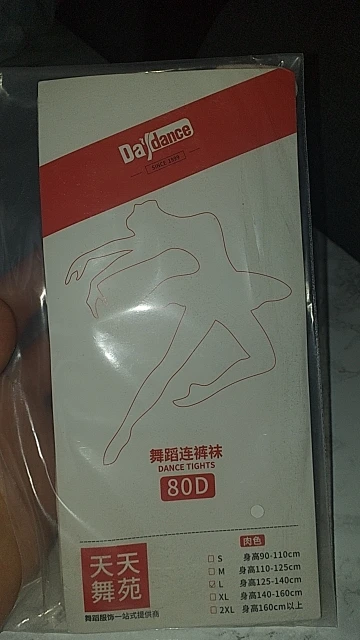 Daydance
SINCE 1999
舞蹈连裤袜
DANCE TIGHTS
80D
天天
舞苑
舞蹈服饰一站式提供商
肉色
S 身高90-110cm
M 身高110-125cm
L 身高125-140cm
XL 身高140-160cm
2XL 身高160cm以上